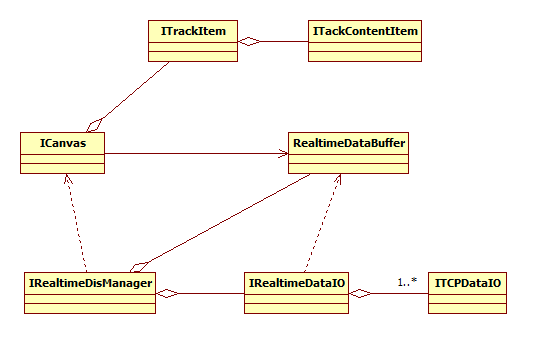 ITrackItem
ITackContentItem
ICanvas
RealtimeDataBuffer
IRealtimeDisManager
IRealtimeDataIO
1..*
ITCPDataIO